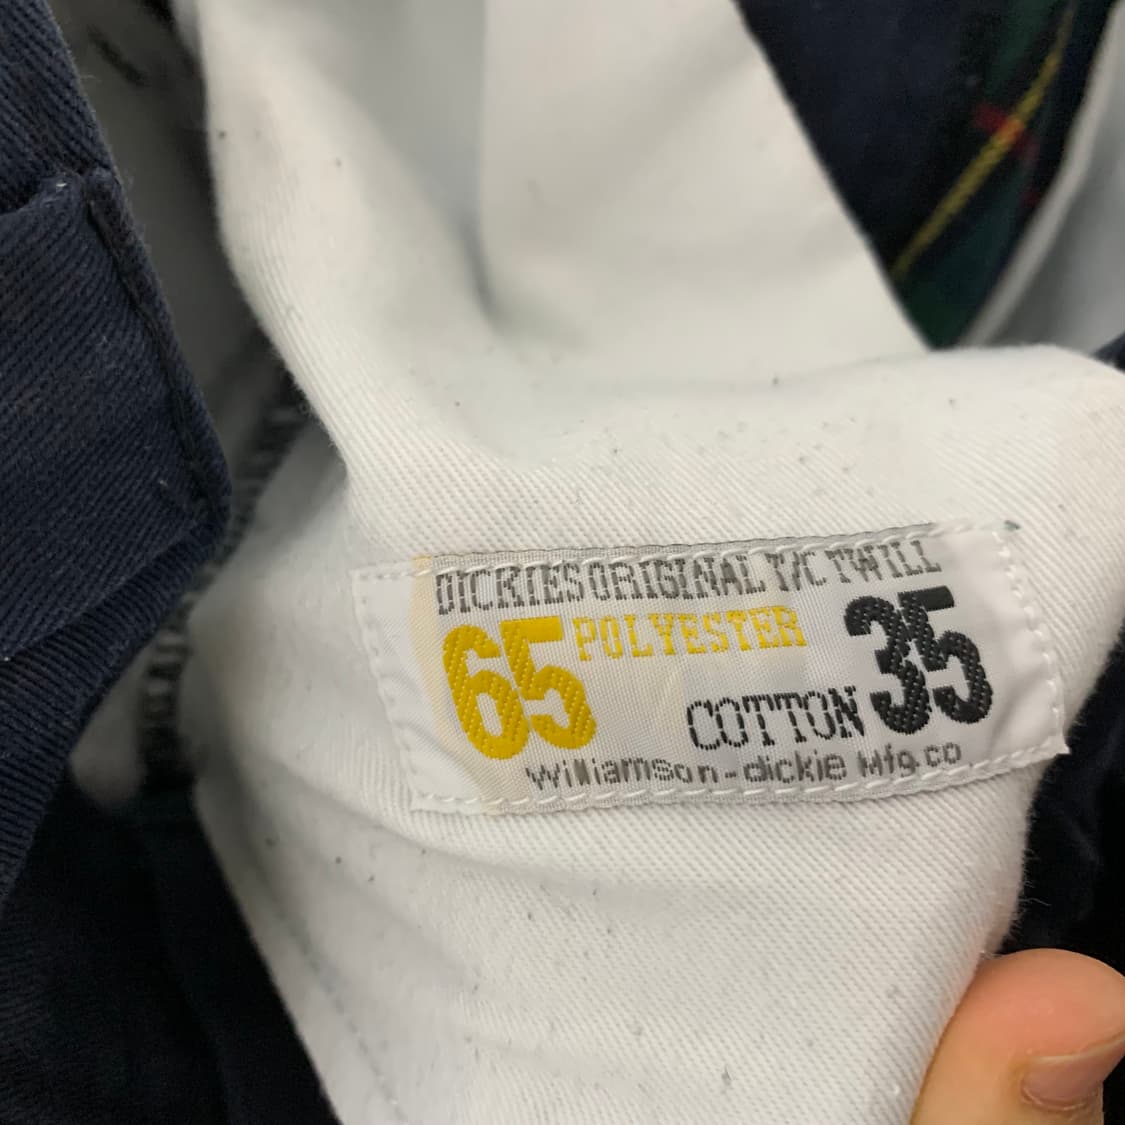 DICKIES ORIGINAL T/C TWILL
65 POLYESTER
COTTON 35
Williamson-dickie Mfg.co